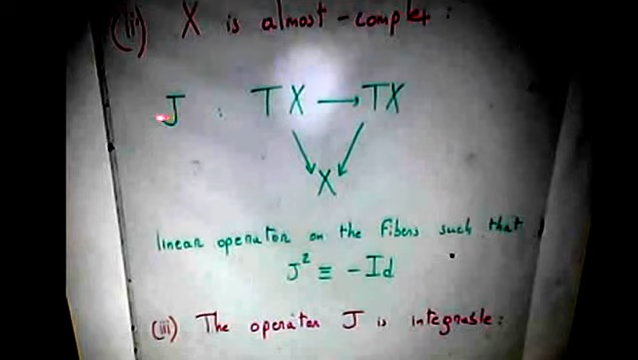 (ii) X is almost-complex:
J : TX → TX
X
linear operator on the fibers such that
J² ≡ -Id
(iii) The operator J is integrable: